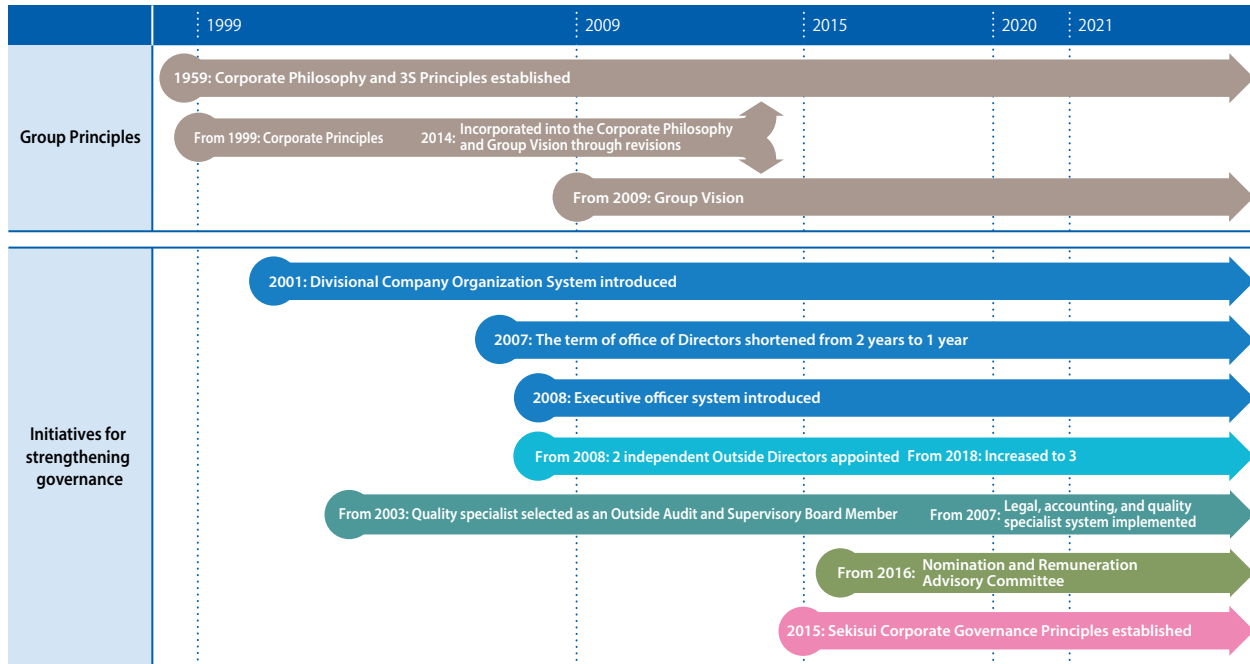 1999
2009
2015
2020
2021
Group Principles
1959: Corporate Philosophy and 3S Principles established
From 1999: Corporate Principles
2014: Incorporated into the Corporate Philosophy
and Group Vision through revisions
From 2009: Group Vision
Initiatives for
strengthening
governance
2001: Divisional Company Organization System introduced
2007: The term of office of Directors shortened from 2 years to 1 year
2008: Executive officer system introduced
From 2008: 2 independent Outside Directors appointed From 2018: Increased to 3
From 2003: Quality specialist selected as an Outside Audit and Supervisory Board Member
From 2007: Legal, accounting, and quality
specialist system implemented
From 2016: Nomination and Remuneration
Advisory Committee
2015: Sekisui Corporate Governance Principles established